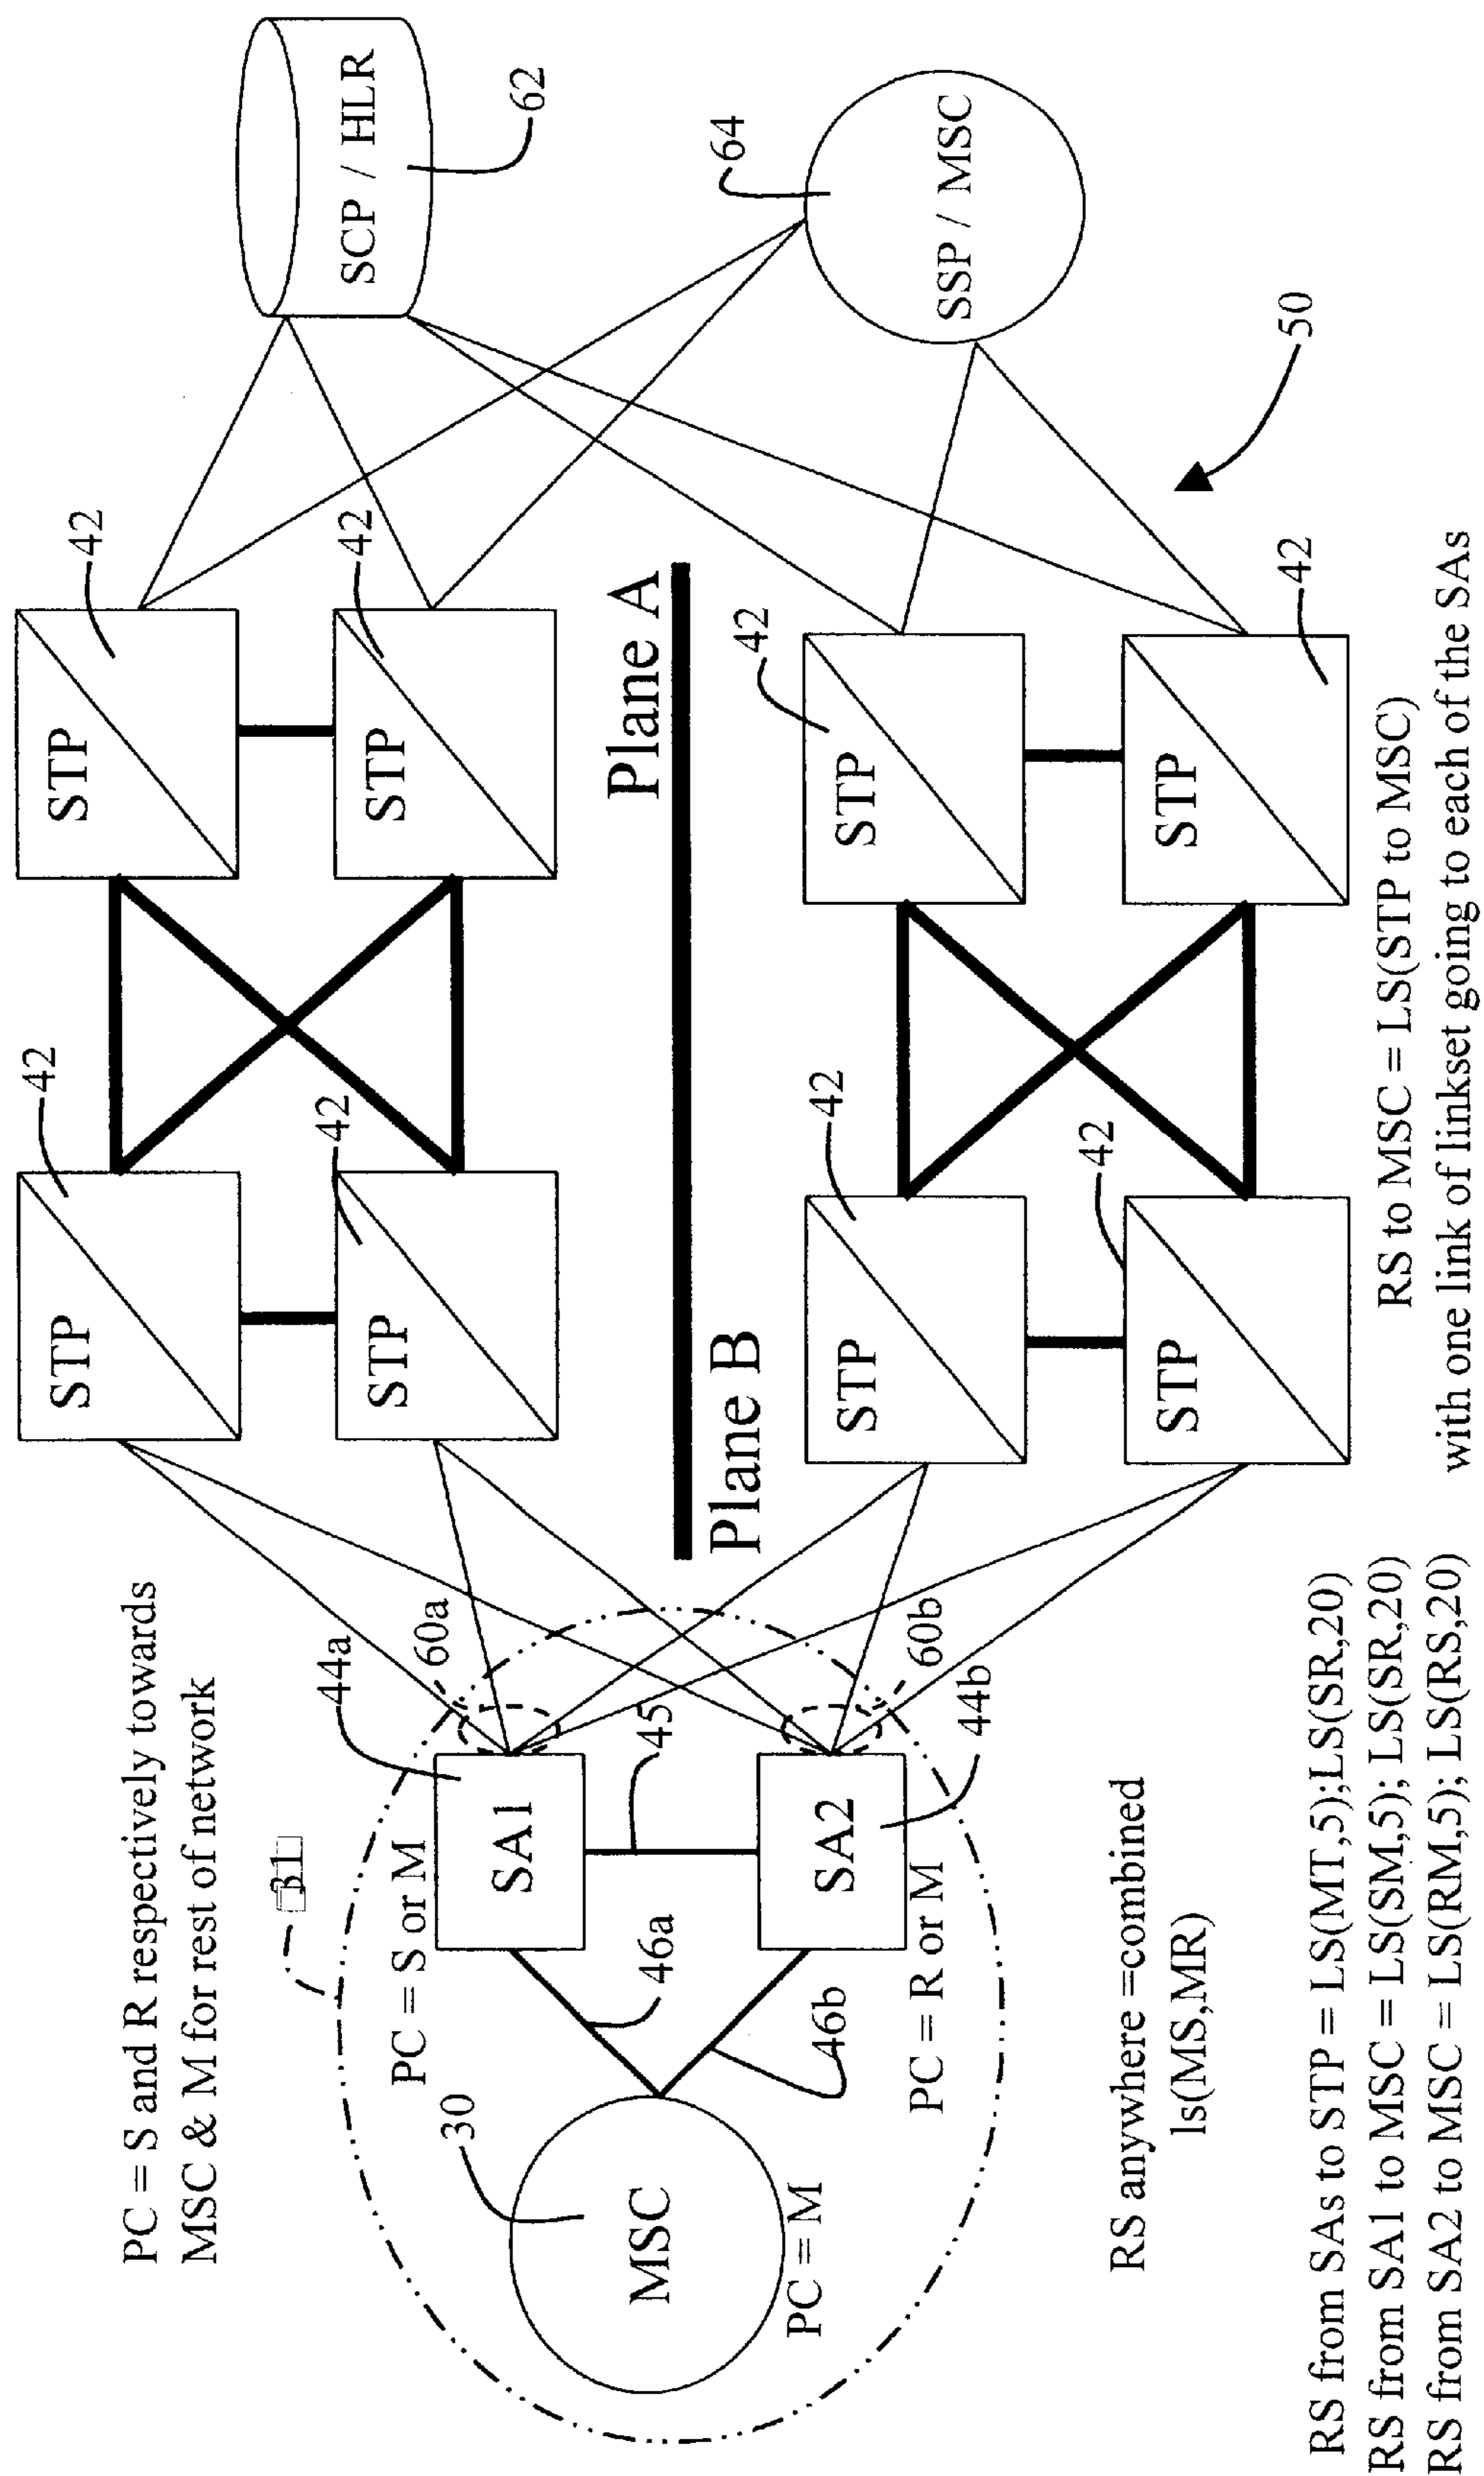 PC = S and R respectively towards
MSC & M for rest of network
31
44a
60a
PC = S or M
SA1
30
46a
45
MSC
PC = M
46b
SA2
PC = R or M
44b
60b
RS anywhere =combined
ls(MS,MR)
RS from SAs to STP = LS(MT,5);LS(SR,20)
RS from SA1 to MSC = LS(SM,5); LS(SR,20)
RS from SA2 to MSC = LS(RM,5); LS(RS,20)
STP
42
STP
42
STP
42
STP
42
Plane A
Plane B
STP
42
STP
42
STP
42
STP
42
RS to MSC = LS(STP to MSC)
with one link of linkset going to each of the SAs
SCP / HLR
62
SSP / MSC
64
50